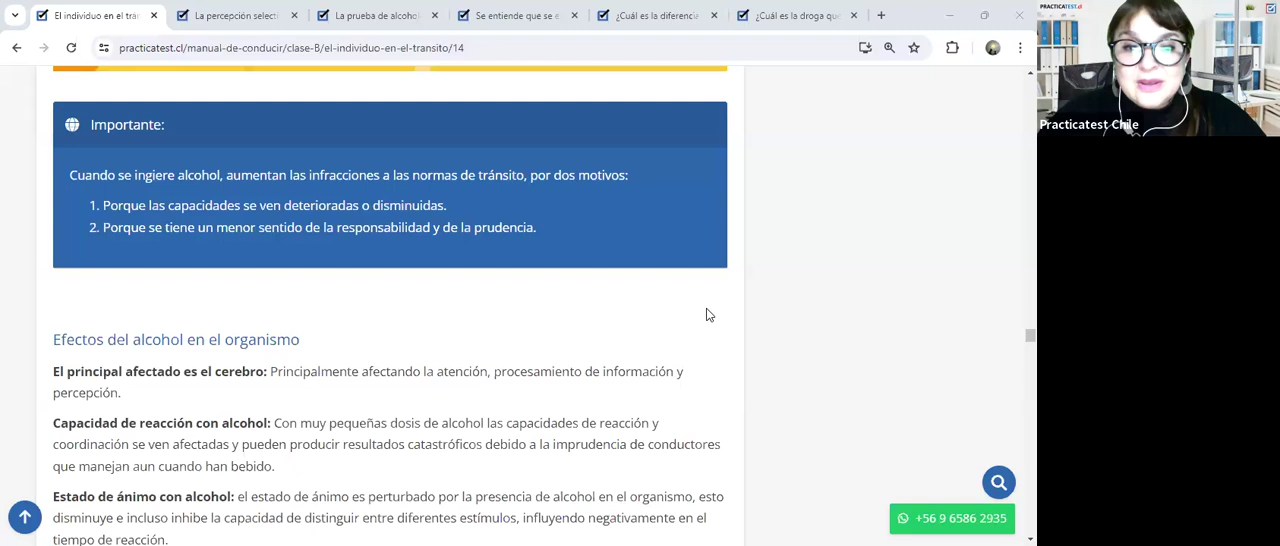 El individuo en el trán
La percepción selecti
La prueba de alcohol
Se entiende que se e
¿Cuál es la diferencia
¿Cuál es la droga que
practicatest.cl/manual-de-conducir/clase-B/el-individuo-en-el-transito/14
PRACTICATEST.cl
Practicatest Chile
Importante:
Cuando se ingiere alcohol, aumentan las infracciones a las normas de tránsito, por dos motivos:
1. Porque las capacidades se ven deterioradas o disminuidas.
2. Porque se tiene un menor sentido de la responsabilidad y de la prudencia.
Efectos del alcohol en el organismo
El principal afectado es el cerebro: Principalmente afectando la atención, procesamiento de información y
percepción.
Capacidad de reacción con alcohol: Con muy pequeñas dosis de alcohol las capacidades de reacción y
coordinación se ven afectadas y pueden producir resultados catastróficos debido a la imprudencia de conductores
que manejan aun cuando han bebido.
Estado de ánimo con alcohol: el estado de ánimo es perturbado por la presencia de alcohol en el organismo, esto
disminuye e incluso inhibe la capacidad de distinguir entre diferentes estímulos, influyendo negativamente en el
tiempo de reacción.
+56 9 6586 2935